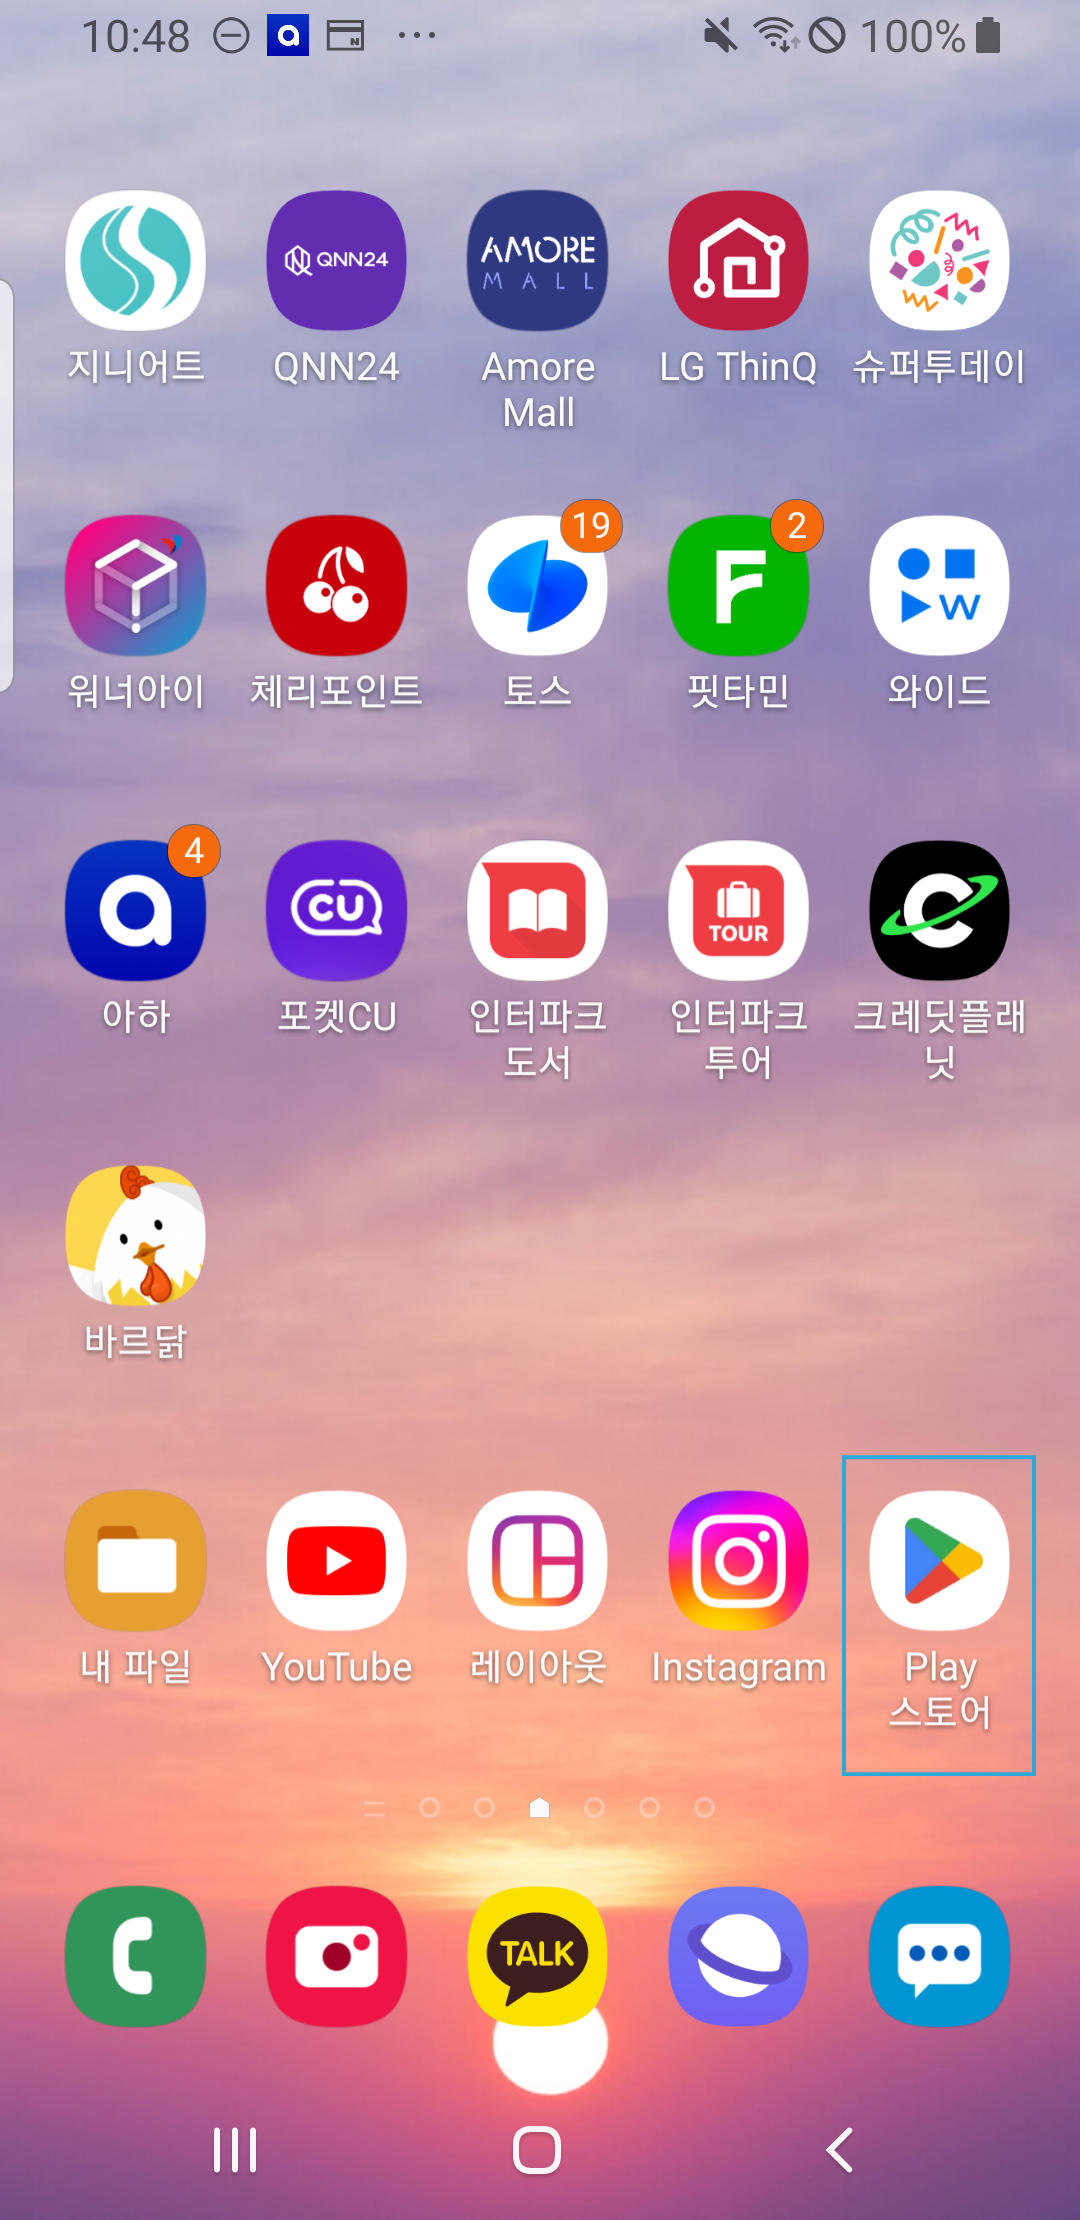 10:48
100%
QNN24
AMORE
MALL
지니어트
QNN24
Amore
Mall
LG ThinQ
슈퍼투데이
19
F
2
W
워너아이
체리포인트
토스
핏타민
와이드
a
4
CU
TOUR
C
아하
포켓CU
인터파크
도서
인터파크
투어
크레딧플래
닛
바르닭
내 파일
YouTube
레이아웃
Instagram
Play
스토어
TALK